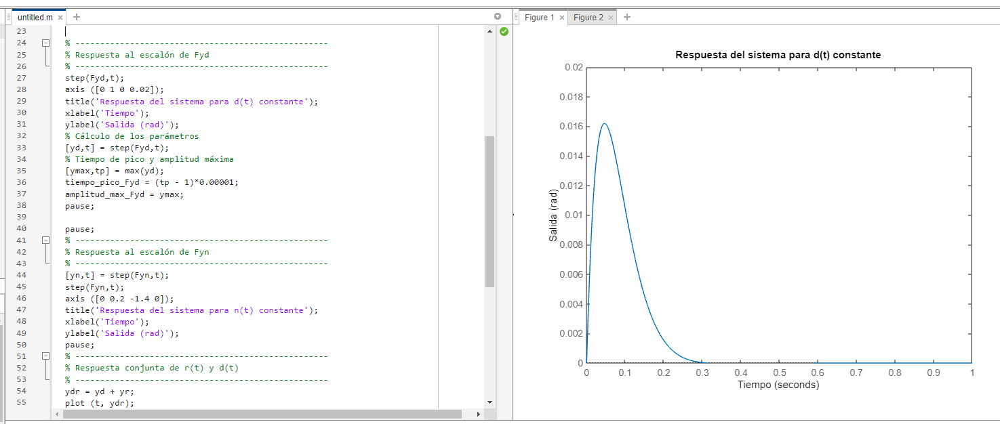 untitled.m × +
23
24 % ---------------------------------------------------
25 % Respuesta al escalón de Fyd
26 % ---------------------------------------------------
27 step(Fyd,t);
28 axis ([0 1 0 0.02]);
29 title('Respuesta del sistema para d(t) constante');
30 xlabel('Tiempo');
31 ylabel('Salida (rad)');
32 % Cálculo de los parámetros
33 [yd,t] = step(Fyd,t);
34 % Tiempo de pico y amplitud máxima
35 [ymax,tp] = max(yd);
36 tiempo_pico_Fyd = (tp - 1)*0.00001;
37 amplitud_max_Fyd = ymax;
38 pause;
39
40 pause;
41 % ---------------------------------------------------
42 % Respuesta al escalón de Fyn
43 % ---------------------------------------------------
44 [yn,t] = step(Fyn,t);
45 step(Fyn,t);
46 axis ([0 0.2 -1.4 0]);
47 title('Respuesta del sistema para n(t) constante');
48 xlabel('Tiempo');
49 ylabel('Salida (rad)');
50 pause;
51 % ---------------------------------------------------
52 % Respuesta conjunta de r(t) y d(t)
53 % ---------------------------------------------------
54 ydr = yd + yr;
55 plot (t, ydr);
Figure 1 × Figure 2 × +
Respuesta del sistema para d(t) constante
0.02
0.018
0.016
0.014
0.012
0.01
0.008
0.006
0.004
0.002
0
Salida (rad)
0 0.1 0.2 0.3 0.4 0.5 0.6 0.7 0.8 0.9 1
Tiempo (seconds)